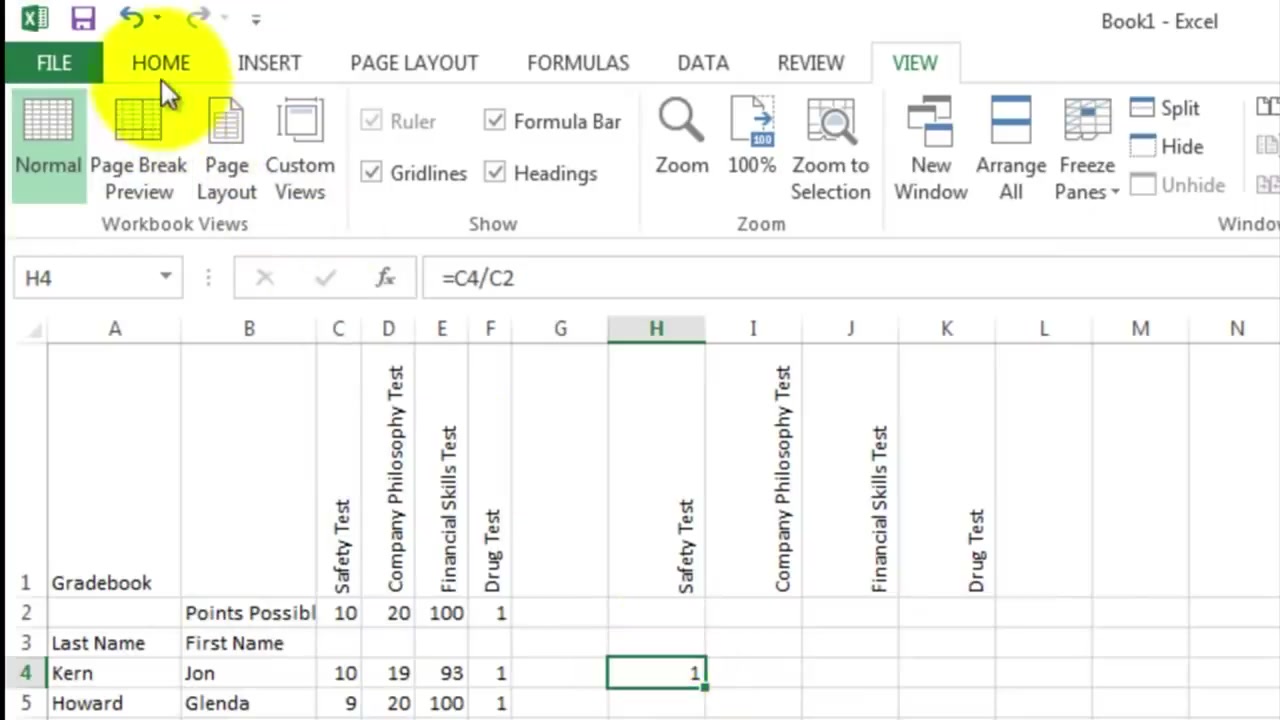 Book1 - Excel
FILE HOME INSERT PAGE LAYOUT FORMULAS DATA REVIEW VIEW
Normal
Page Break Preview
Page Layout
Custom Views
Workbook Views
Ruler
Formula Bar
Gridlines
Headings
Show
Zoom
100
100%
Zoom to Selection
Zoom
New Window
Arrange All
Freeze Panes
Split
Hide
Unhide
H4
fx
=C4/C2
A B C D E F G H I J K L M N
1 Gradebook Safety Test Company Philosophy Test Financial Skills Test Drug Test Safety Test Company Philosophy Test Financial Skills Test Drug Test
2 Points Possibl 10 20 100 1
3 Last Name First Name
4 Kern Jon 10 19 93 1 1
5 Howard Glenda 9 20 100 1